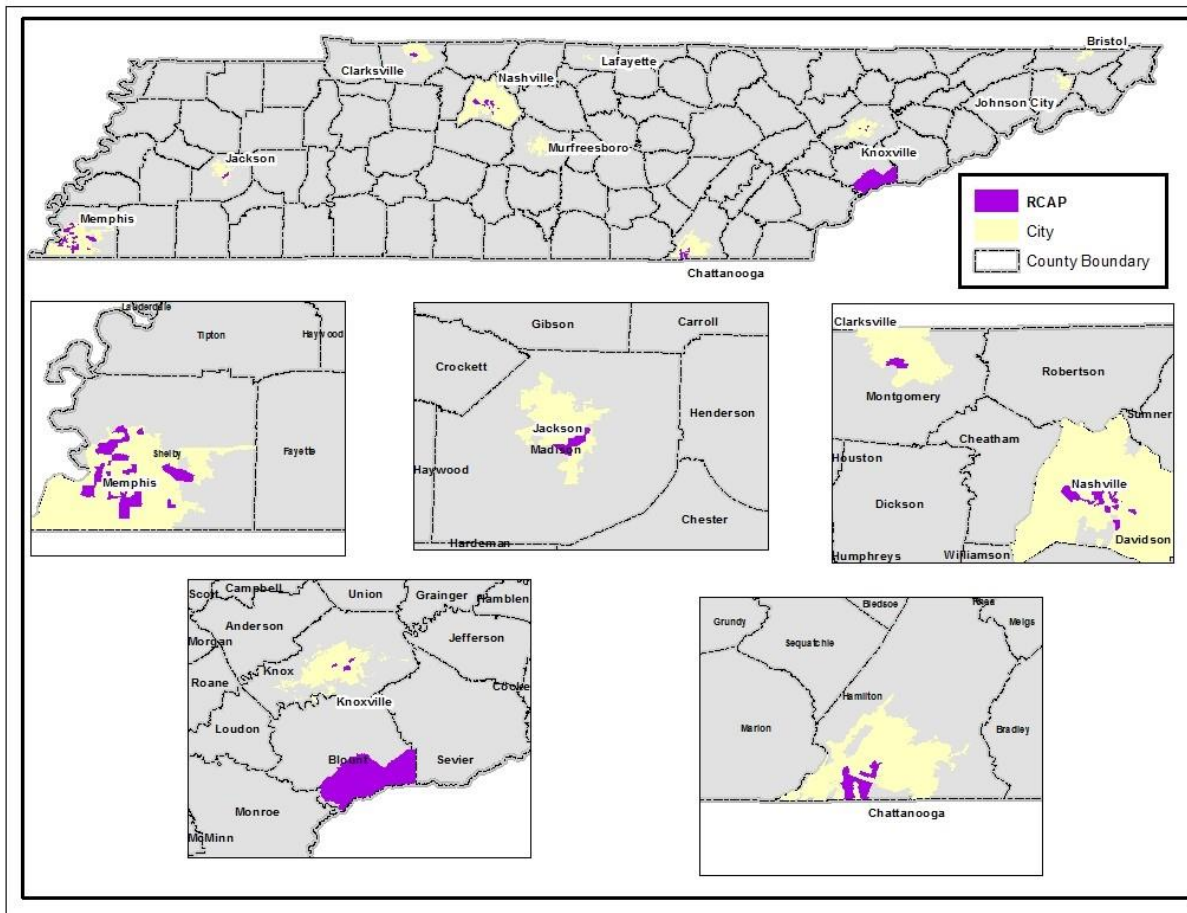 Bristol
Clarksville
Lafayette
Nashville
Johnson City
Murfreesboro
Knoxville
Jackson
Memphis
Chattanooga
RCAP
City
County Boundary
Lauderdale
Tipton
Haywood
Shelby
Fayette
Memphis
Gibson
Carroll
Crockett
Henderson
Jackson
Madison
Haywood
Chester
Hardeman
Clarksville
Robertson
Montgomery
Sumner
Cheatham
Houston
Nashville
Dickson
Davidson
Humphreys
Williamson
Campbell
Union
Grainger
Scott
Hamblen
Anderson
Morgan
Jefferson
Knox
Roane
Cocke
Knoxville
Loudon
Blount
Sevier
Monroe
McMinn
Bledsoe
Grundy
Meigs
Sequatchie
Hamilton
Marion
Bradley
Chattanooga